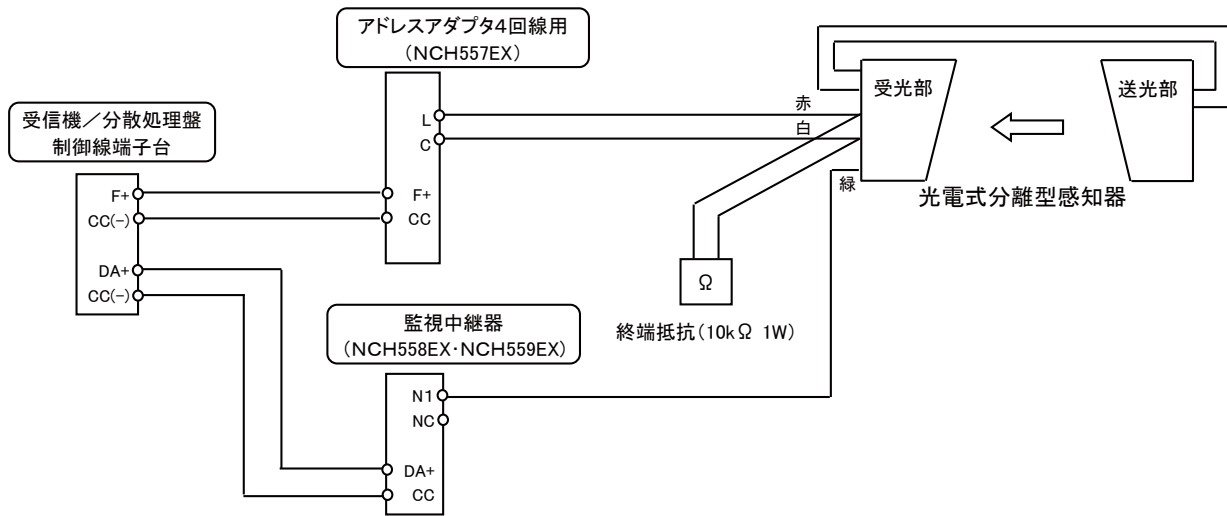 アドレスアダプタ4回線用
（NCH557EX）
受信機／分散処理盤
制御線端子台
F+
CC(-)
DA+
CC(-)
L
C
F+
CC
赤
白
緑
受光部
送光部
光電式分離型感知器
Ω
終端抵抗（10kΩ 1W）
監視中継器
（NCH558EX・NCH559EX）
N1
NC
DA+
CC